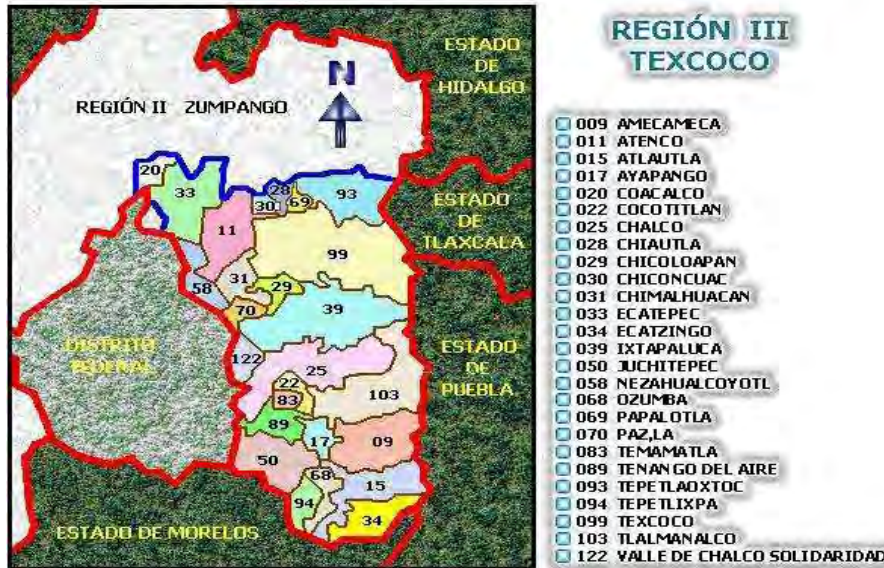 ESTADO
DE
HIDALGO
N
REGIÓN II ZUMPANGO
20
33
28
30
69
93
11
ESTADO
DE
TLAXCALA
99
31
58
29
70
39
DISTRITO
FEDERAL
122
25
ESTADO
DE
PUEBLA
22
83
103
89
17
09
50
68
15
94
34
ESTADO DE MORELOS
REGIÓN III
TEXCOCO
009 AMECAMECA
011 ATENCO
015 ATLAUTLA
017 AYAPANGO
020 COACALCO
022 COCOTITLAN
025 CHALCO
028 CHIAUTLA
029 CHICOLOAPAN
030 CHICONCUAC
031 CHIMALHUACAN
033 ECATEPEC
034 ECATZINGO
039 IXTAPALUCA
050 JUCHITEPEC
058 NEZAHUALCOYOTL
068 OZUMBA
069 PAPALOTLA
070 PAZ,LA
083 TEMAMATLA
089 TENANGO DEL AIRE
093 TEPETLAOXTOC
094 TEPETLIXPA
099 TEXCOCO
103 TLALMANALCO
122 VALLE DE CHALCO SOLIDARIDAD